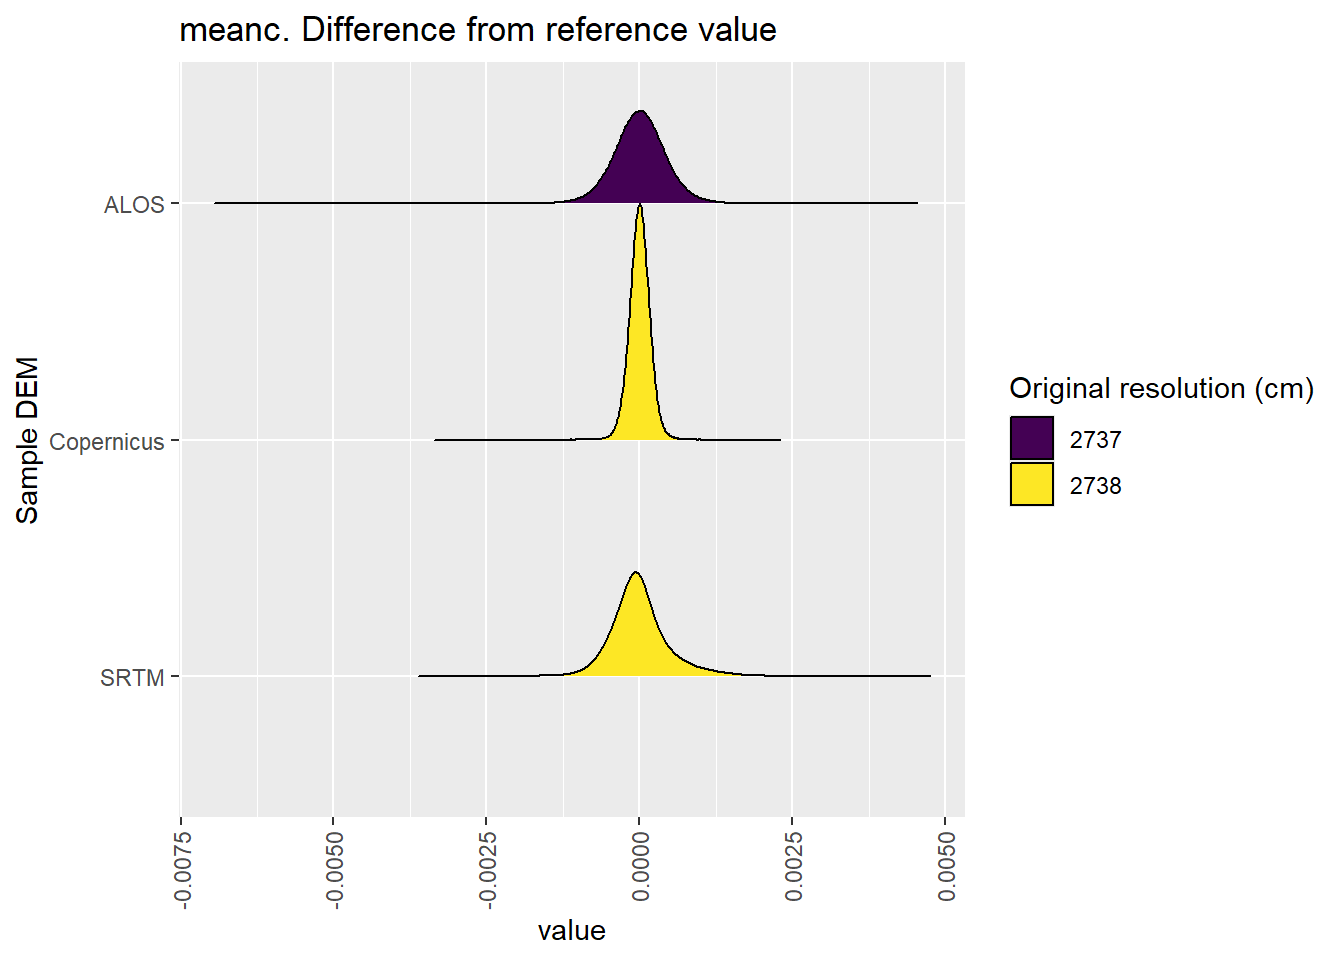 meanc. Difference from reference value
ALOS
Copernicus
SRTM
Sample DEM
-0.0075
-0.0050
-0.0025
0.0000
0.0025
0.0050
value
Original resolution (cm)
2737
2738